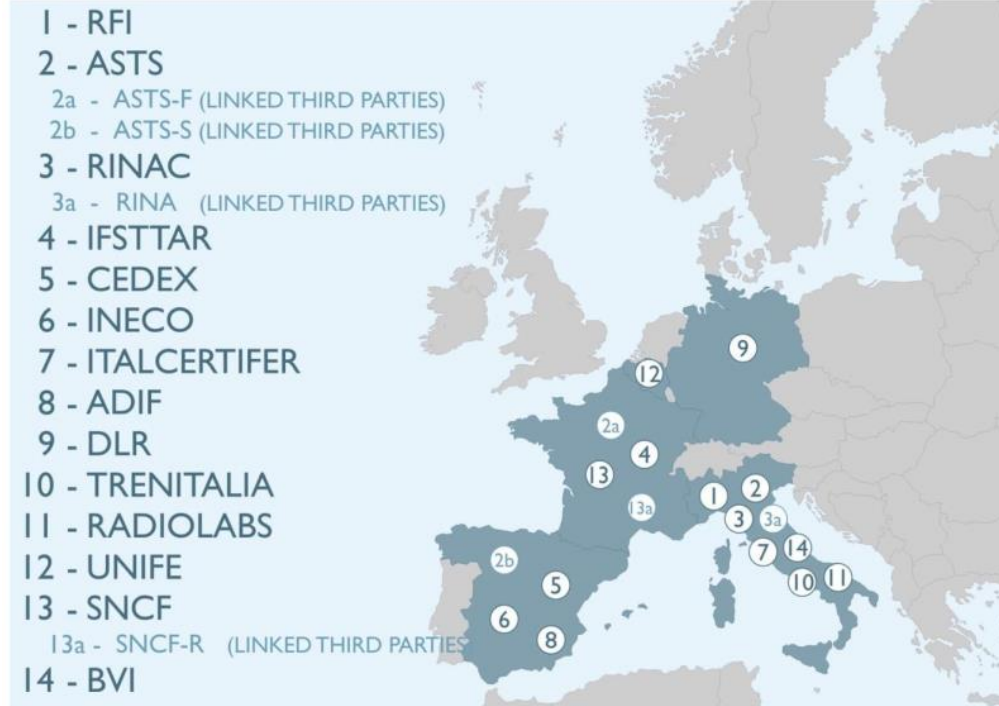 1 - RFI
2 - ASTS
2a - ASTS-F (LINKED THIRD PARTIES)
2b - ASTS-S (LINKED THIRD PARTIES)
3 - RINAC
3a - RINA (LINKED THIRD PARTIES)
4 - IFSTTAR
5 - CEDEX
6 - INECO
7 - ITALCERTIFER
8 - ADIF
9 - DLR
10 - TRENITALIA
11 - RADIOLABS
12 - UNIFE
13 - SNCF
13a - SNCF-R (LINKED THIRD PARTIES
14 - BVI
9
12
2a
4
13
13a
1
2
3
3a
7
14
10
11
2b
5
6
8